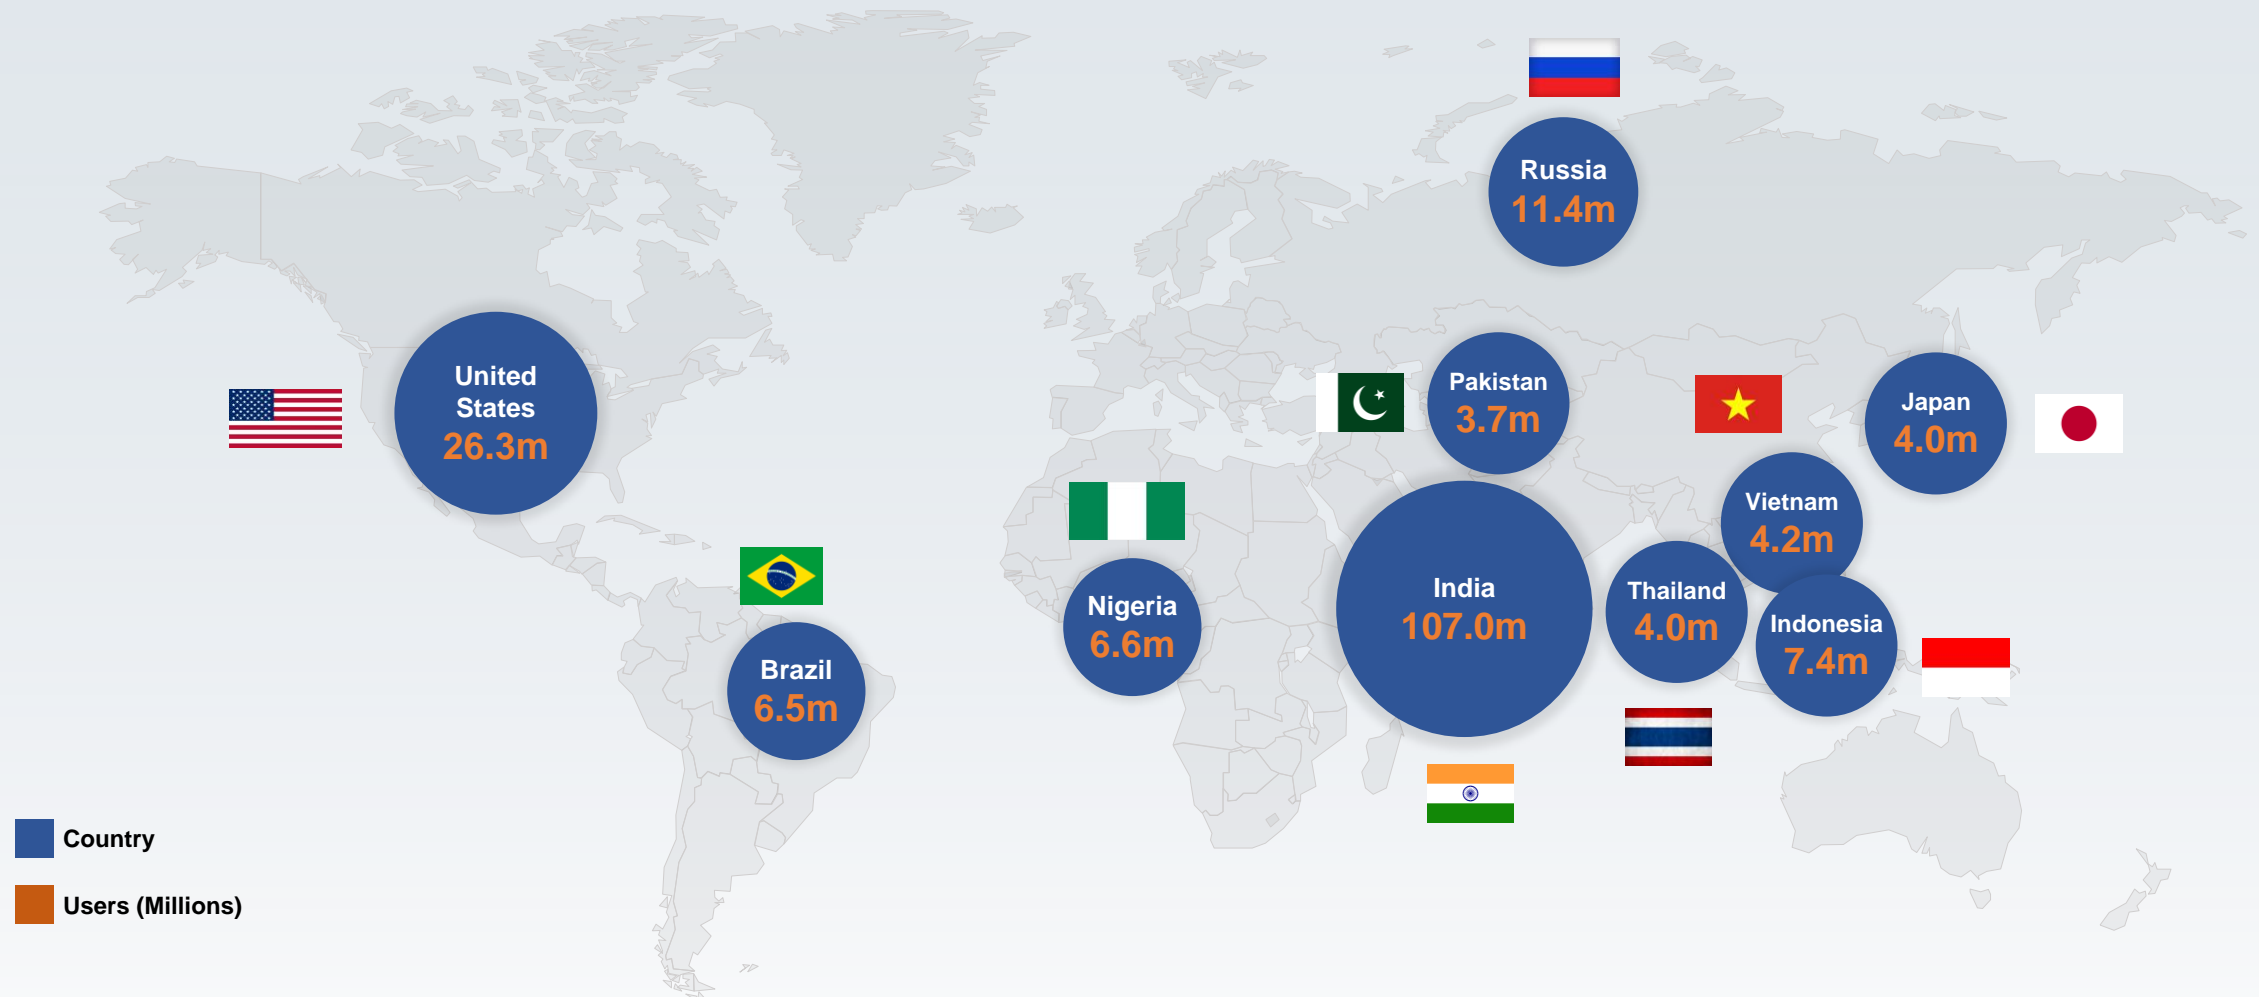 Russia
11.4m
United
States
26.3m
Pakistan
3.7m
Japan
4.0m
Vietnam
4.2m
India
107.0m
Thailand
4.0m
Nigeria
6.6m
Indonesia
7.4m
Brazil
6.5m
Country
Users (Millions)